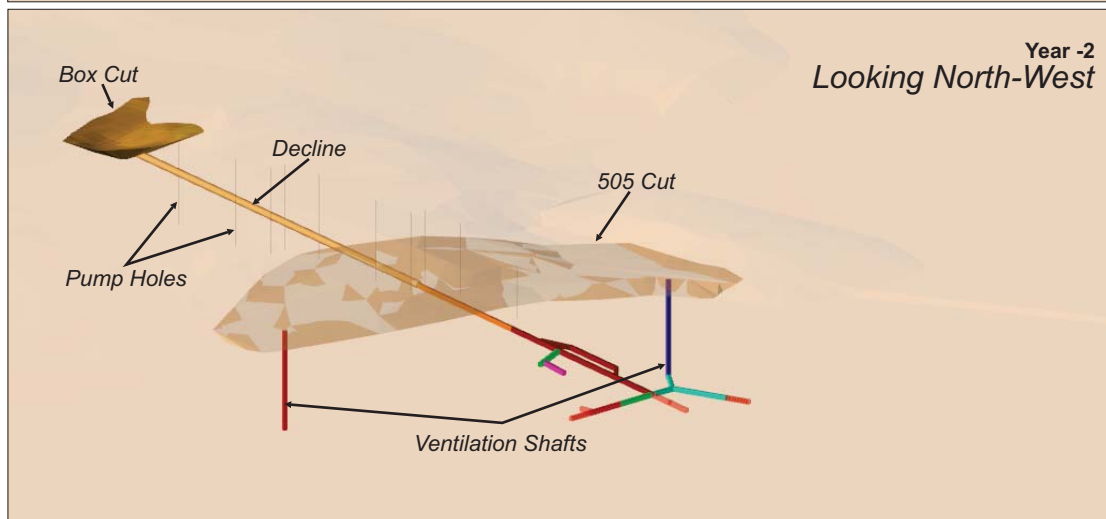 Year -2
Looking North-West
Box Cut
Decline
505 Cut
Pump Holes
Ventilation Shafts